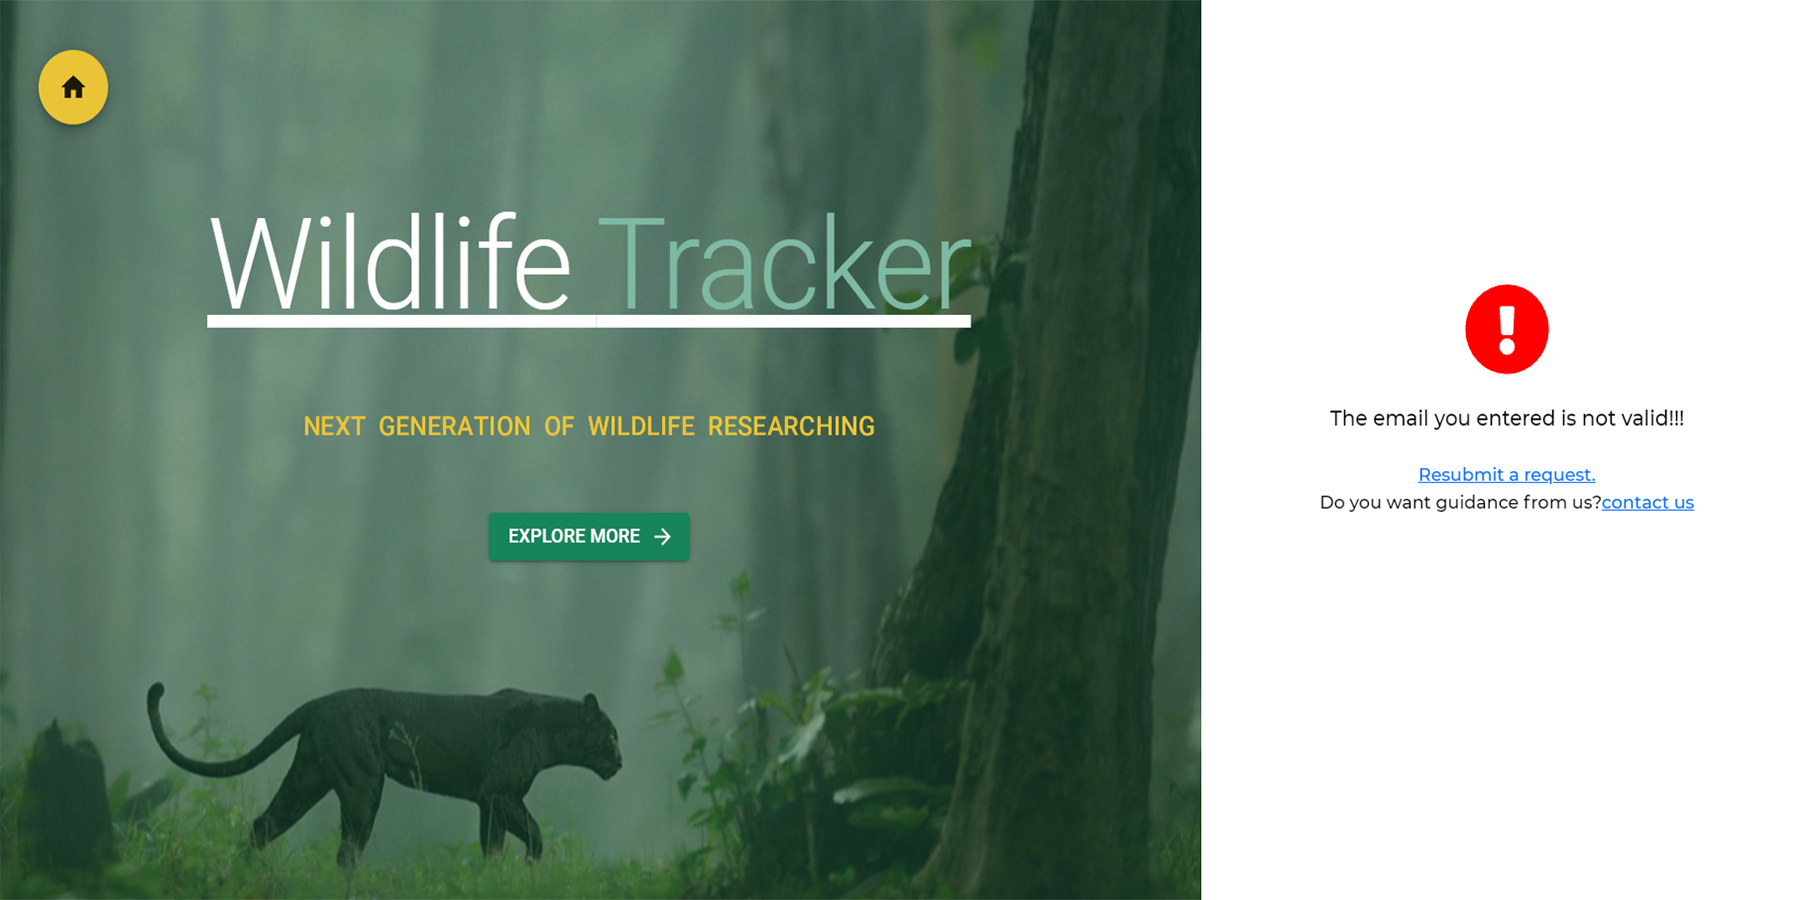 Wildlife Tracker
NEXT GENERATION OF WILDLIFE RESEARCHING
EXPLORE MORE
The email you entered is not valid!!!
Resubmit a request.
Do you want guidance from us?contact us